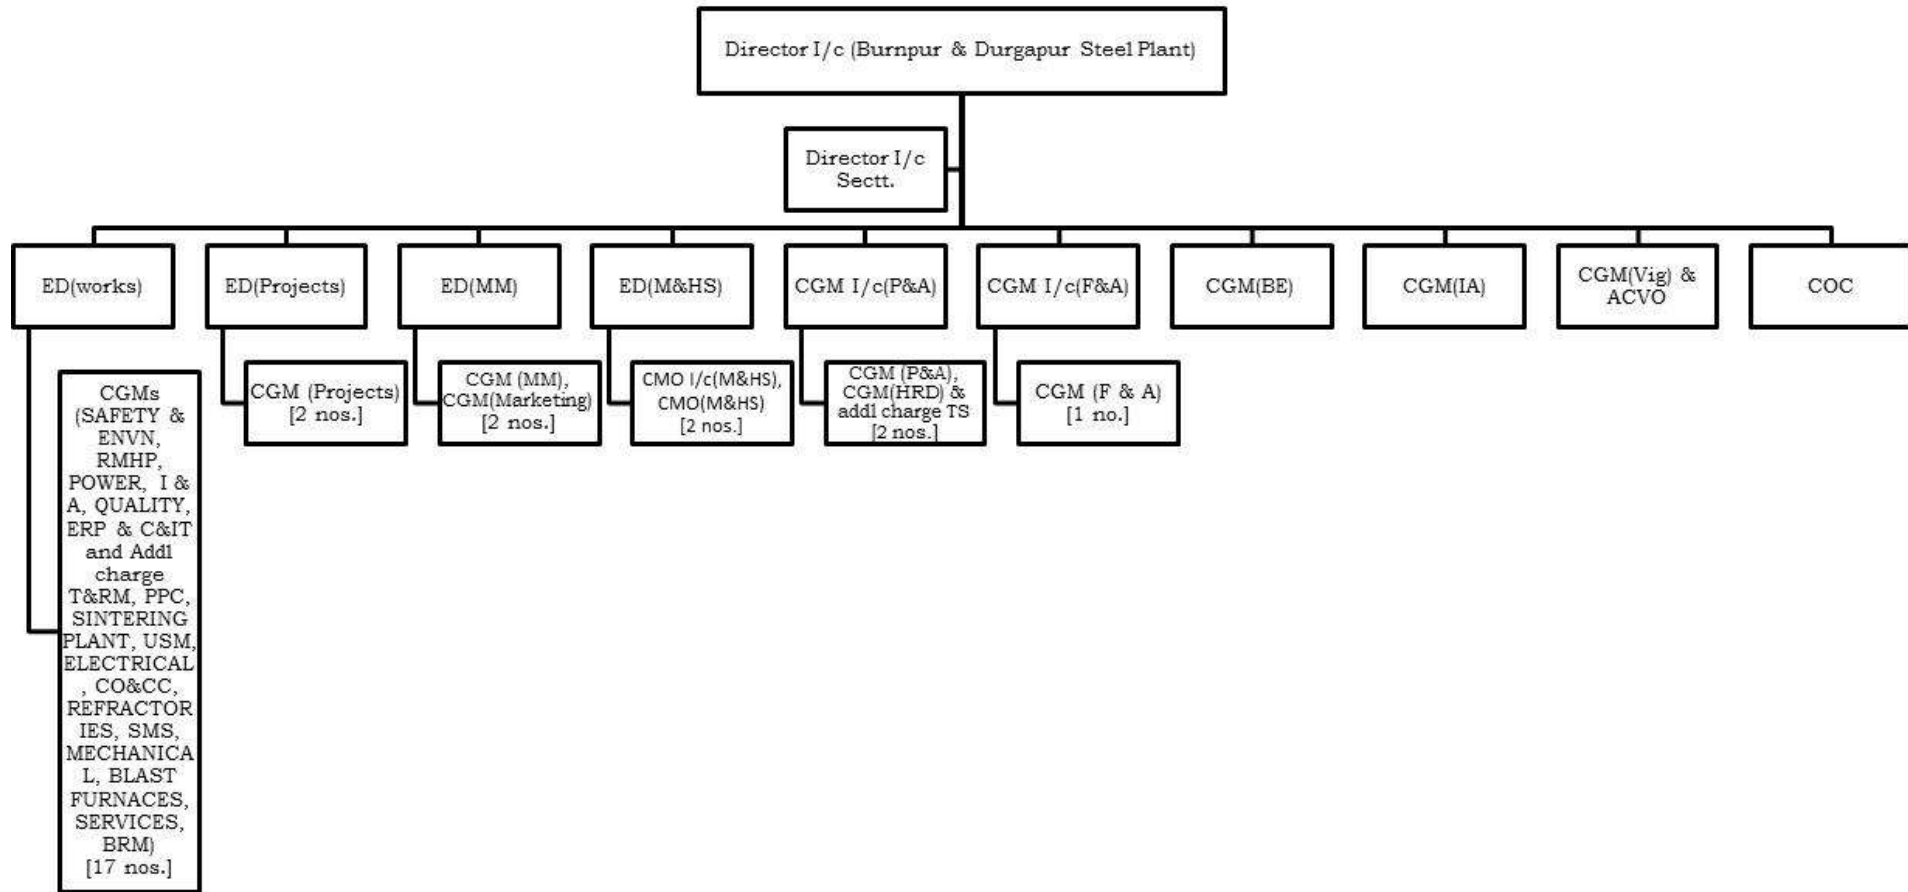 Director I/c (Burnpur & Durgapur Steel Plant)
Director I/c
Sectt.
ED(works)
ED(Projects)
ED(MM)
ED(M&HS)
CGM I/c(P&A)
CGM I/c(F&A)
CGM(BE)
CGM(IA)
CGM(Vig) &
ACVO
COC
CGMs
(SAFETY &
ENVN,
RMHP,
POWER, I &
A, QUALITY,
ERP & C&IT
and Addl
charge
T&RM, PPC,
SINTERING
PLANT, USM,
ELECTRICAL
, CO&CC,
REFRACTOR
IES, SMS,
MECHANICA
L, BLAST
FURNACES,
SERVICES,
BRM)
[17 nos.]
CGM (Projects)
[2 nos.]
CGM (MM),
CGM(Marketing)
[2 nos.]
CMO I/c(M&HS),
CMO(M&HS)
[2 nos.]
CGM (P&A),
CGM(HRD) &
addl charge TS
[2 nos.]
CGM (F & A)
[1 no.]